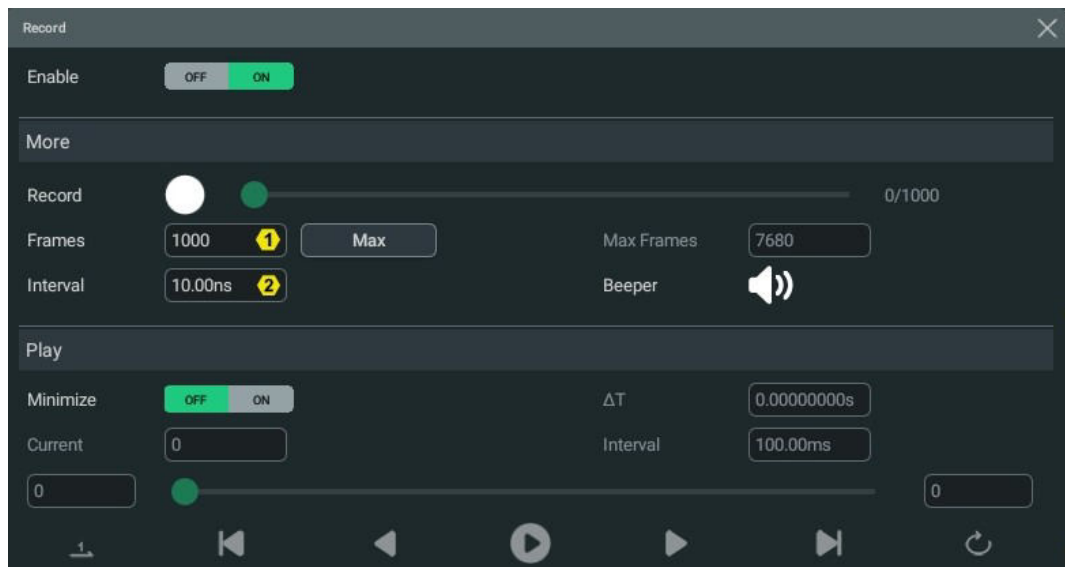 Record
Enable OFF ON
More
Record 0/1000
Frames 1000 1 Max Max Frames 7680
Interval 10.00ns 2 Beeper
Play
Minimize OFF ON ΔT 0.00000000s
Current 0 Interval 100.00ms
0 0
1